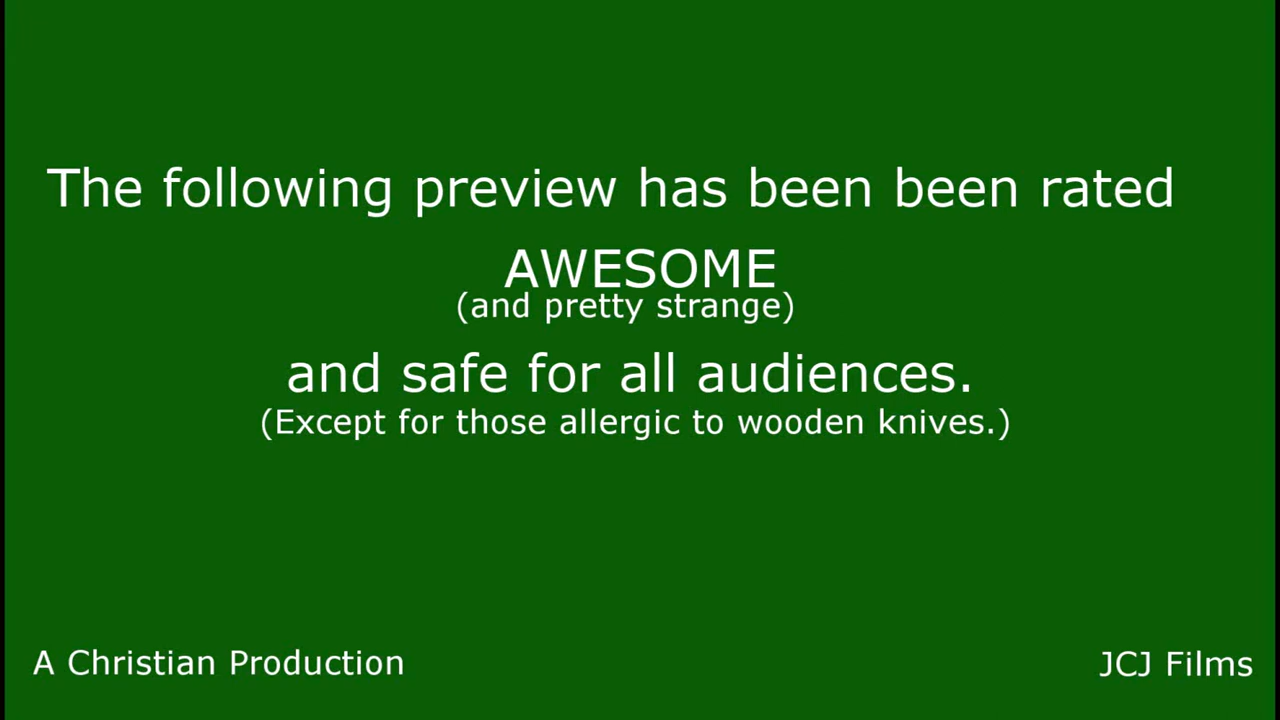 The following preview has been been rated
AWESOME
(and pretty strange)
and safe for all audiences.
(Except for those allergic to wooden knives.)
A Christian Production
JCJ Films